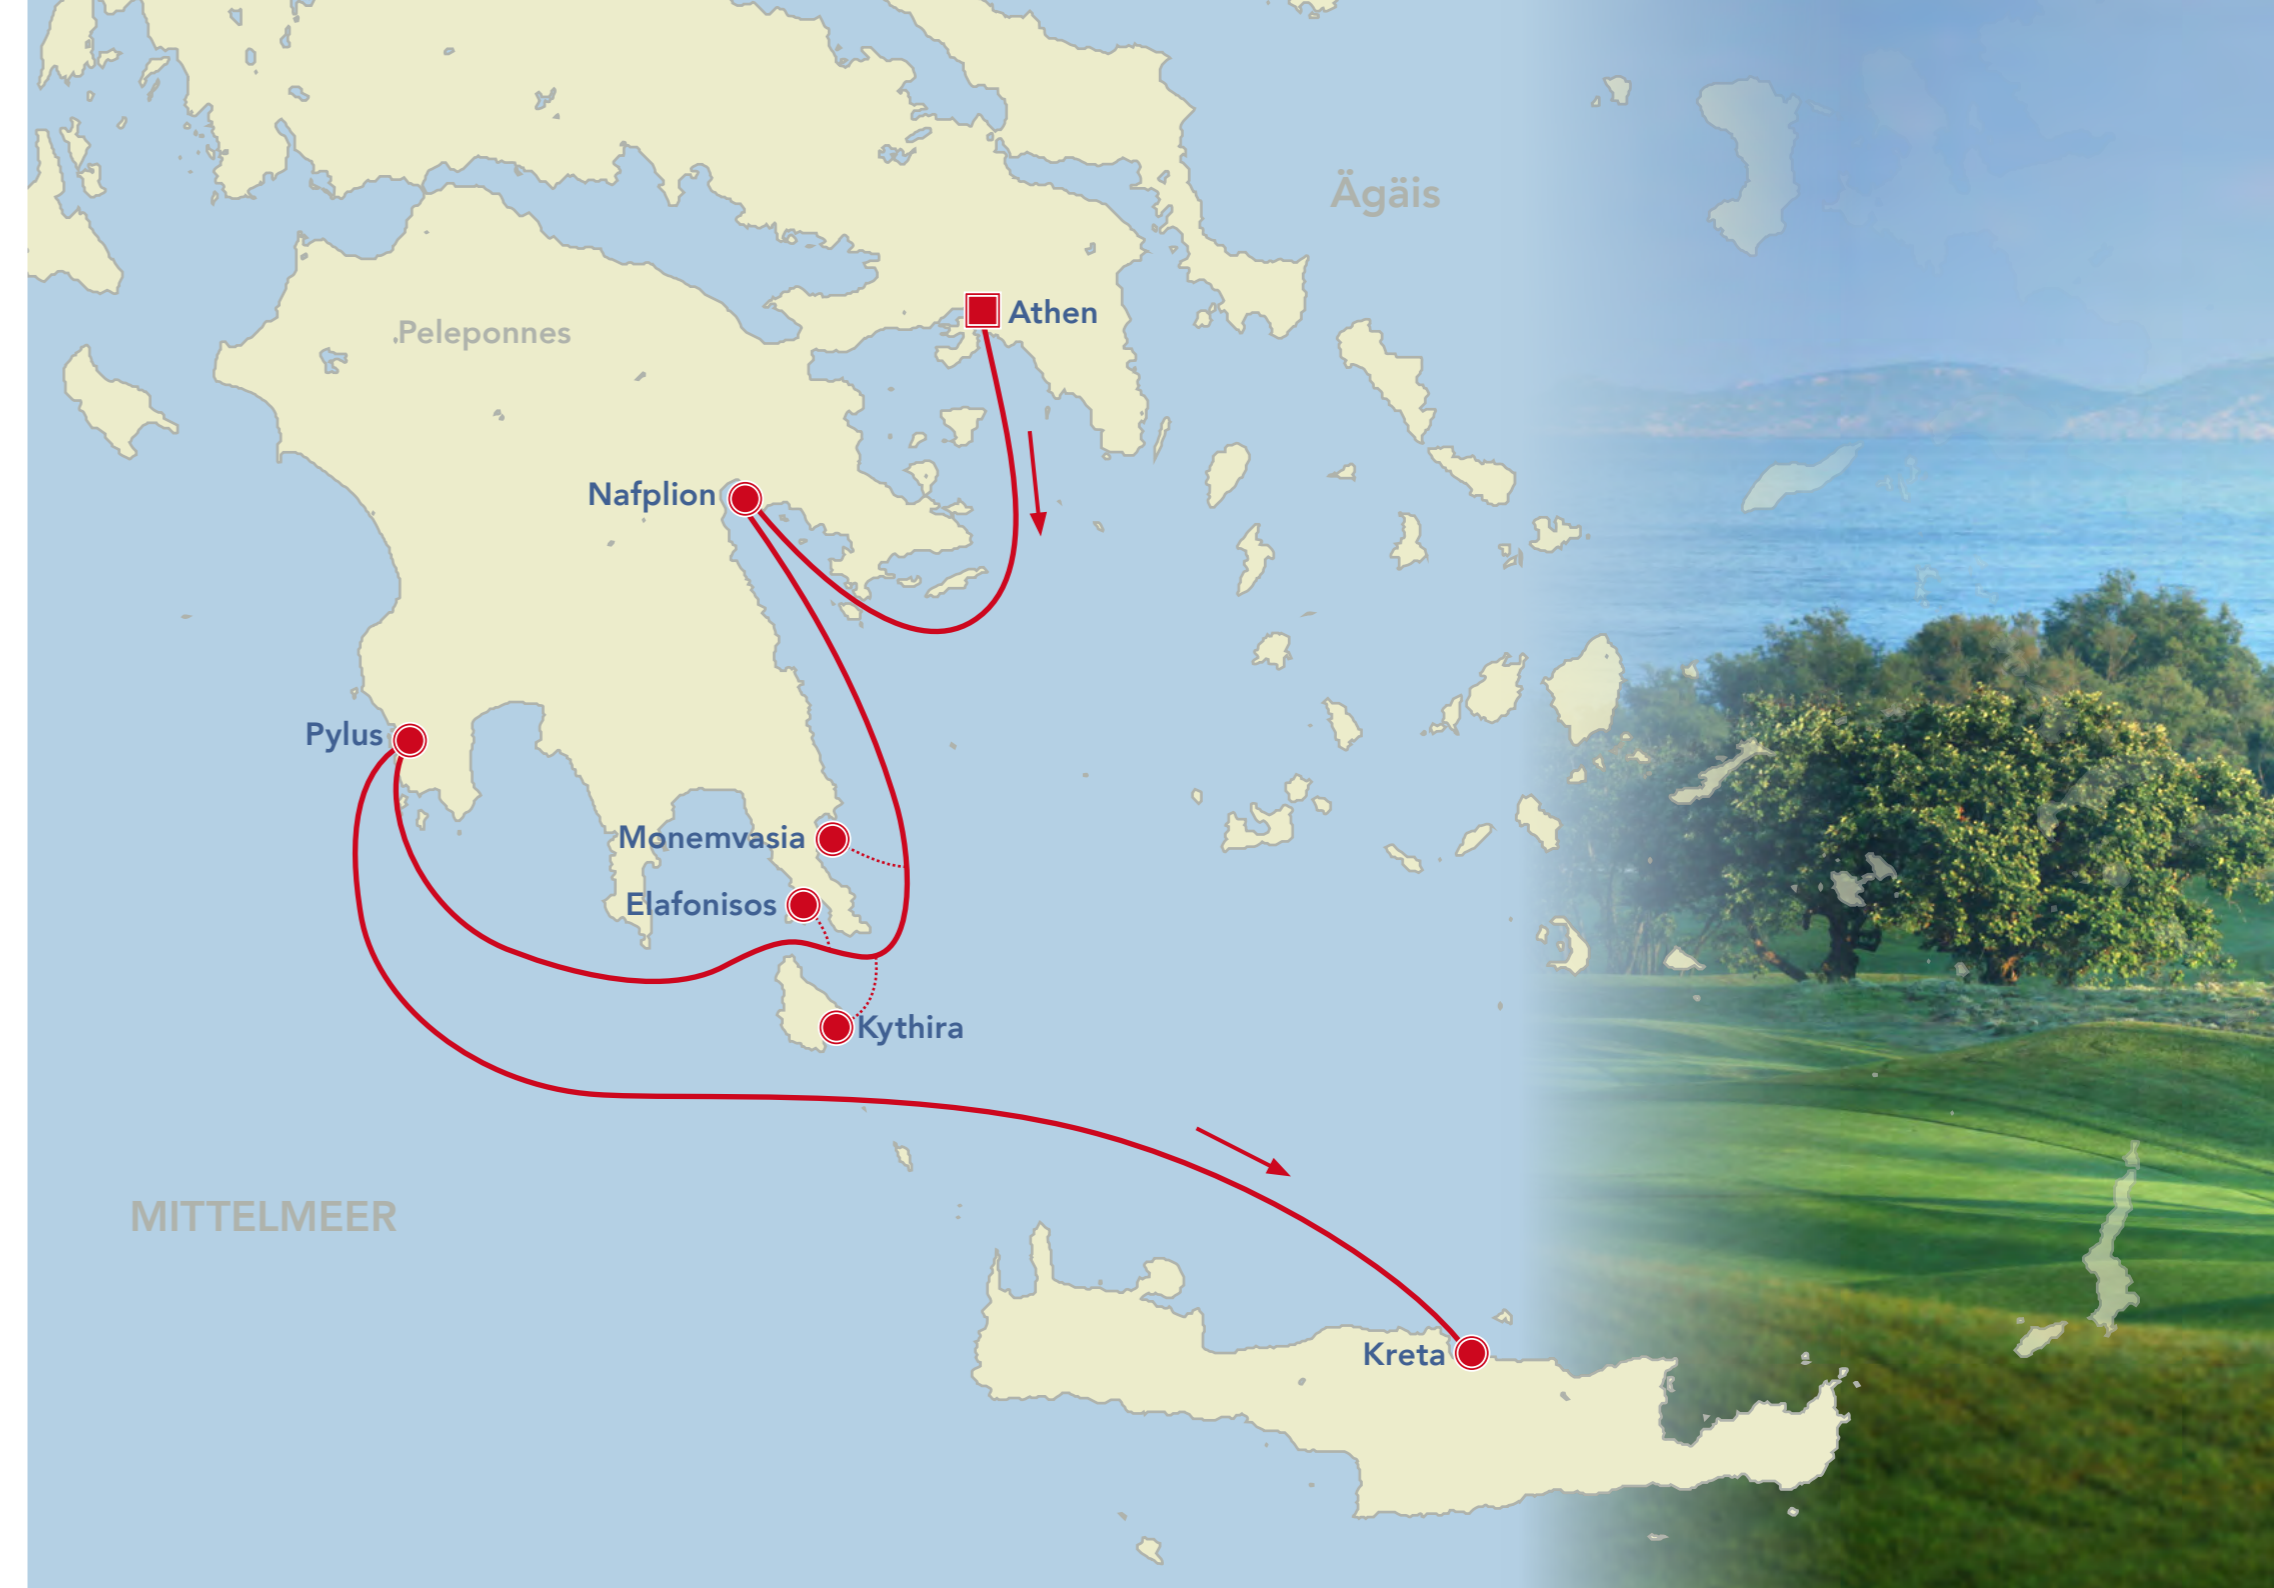 Ägäis
Athen
Peleponnes
Nafplion
Pylus
Monemvasia
Elafonisos
Kythira
MITTELMEER
Kreta